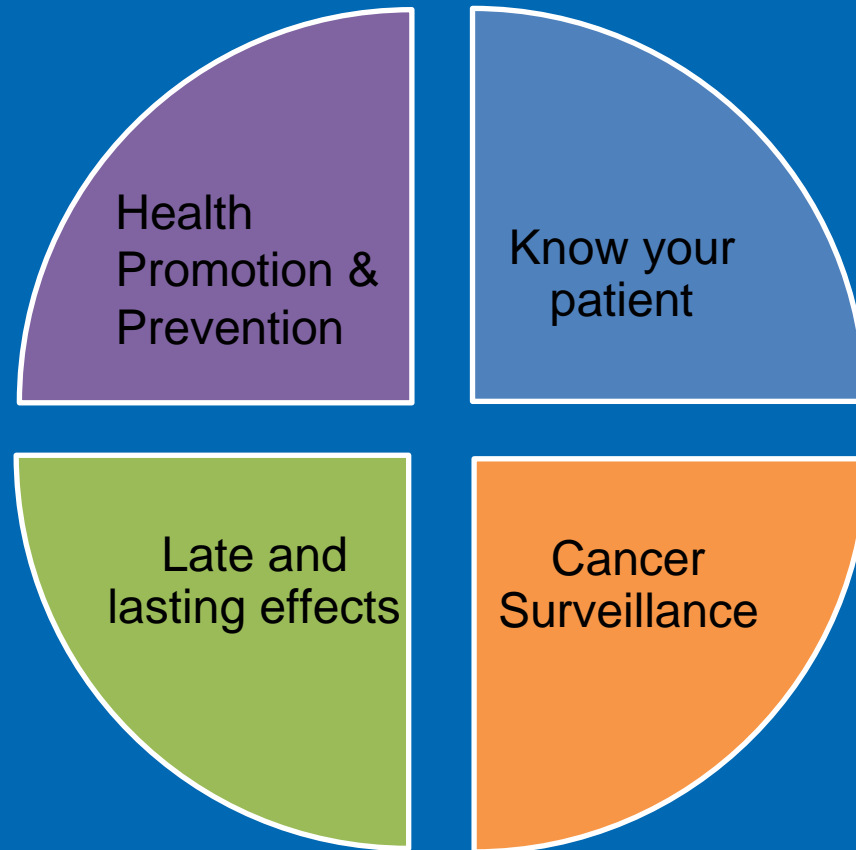 Health
Promotion &
Prevention
Know your
patient
Late and
lasting effects
Cancer
Surveillance